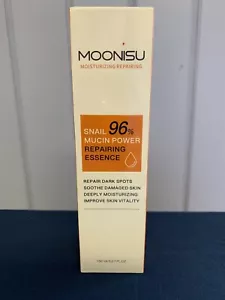 MOONiSU
MOISTURIZING REPAIRING
SNAIL 96%
MUCIN POWER
REPAIRING
ESSENCE
REPAIR DARK SPOTS
SOOTHE DAMAGED SKIN
DEEPLY MOISTURIZING
IMPROVE SKIN VITALITY